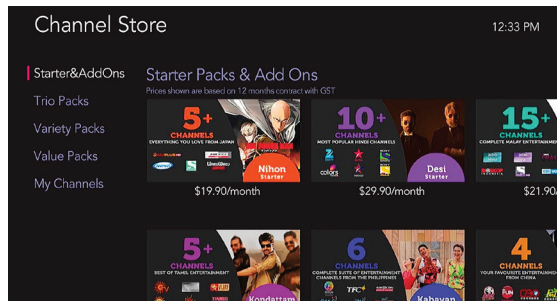 Channel Store
12:33 PM
Starter&AddOns
Trio Packs
Variety Packs
Value Packs
My Channels
Starter Packs & Add Ons
Prices shown are based on 12 months contract with GST
5+
CHANNELS
EVERYTHING YOU LOVE FROM JAPAN
Nihon
Starter
$19.90/month
10+
CHANNELS
MOST POPULAR HINDI CHANNELS
colors
Desi
Starter
$29.90/month
15+
CHANNELS
COMPLETE MALAY ENTERTAINMENT
$21.90/
5+
CHANNELS
BEST OF TAMIL ENTERTAINMENT
Kondattam
6
CHANNELS
COMPLETE SUITE OF ENTERTAINMENT
CHANNELS FROM THE PHILIPPINES
TFC
Kabayan
4
CHANNELS
YOUR FAVOURITE ENTERTAINMENT
FROM CHINA